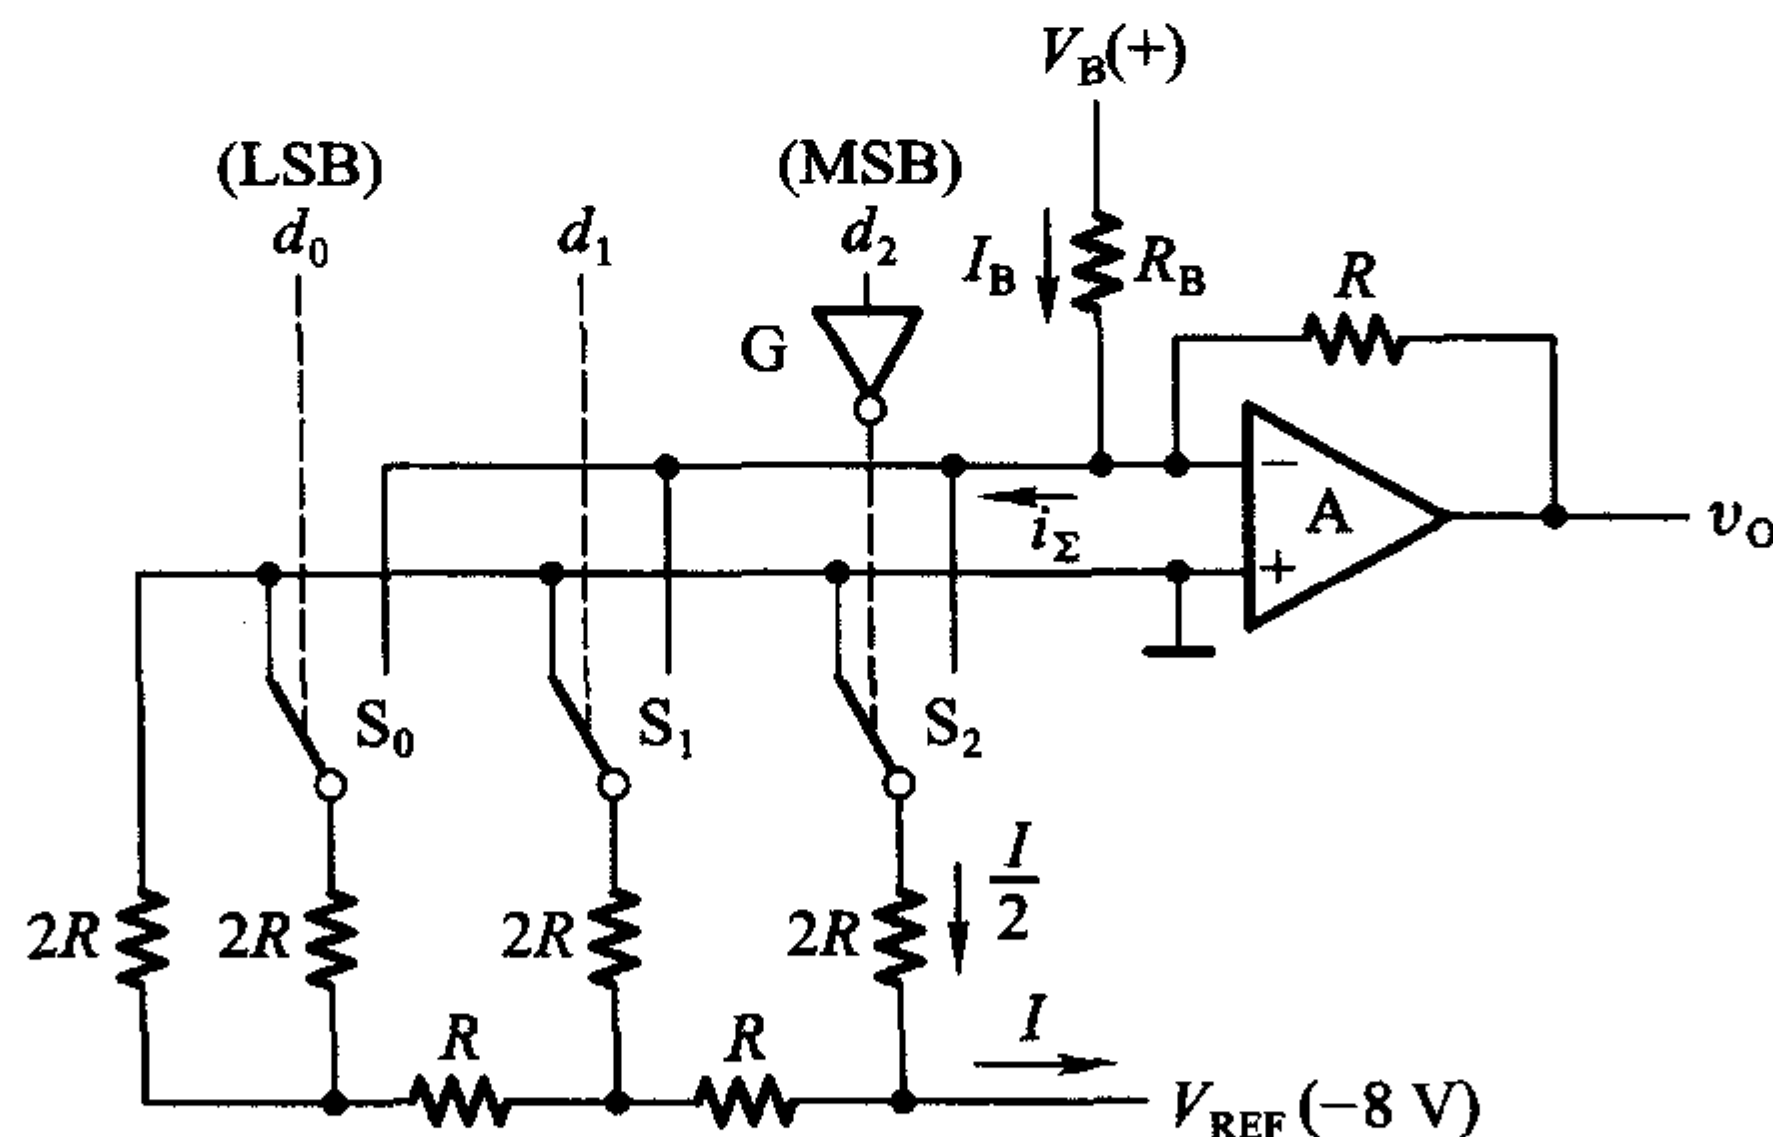 V_B(+)
(LSB)
(MSB)
d_0
d_1
d_2
I_B
R_B
R
G
−
A
i_Σ
+
v_O
S_0
S_1
S_2
I/2
2R
2R
2R
2R
R
R
I
V_REF (−8 V)